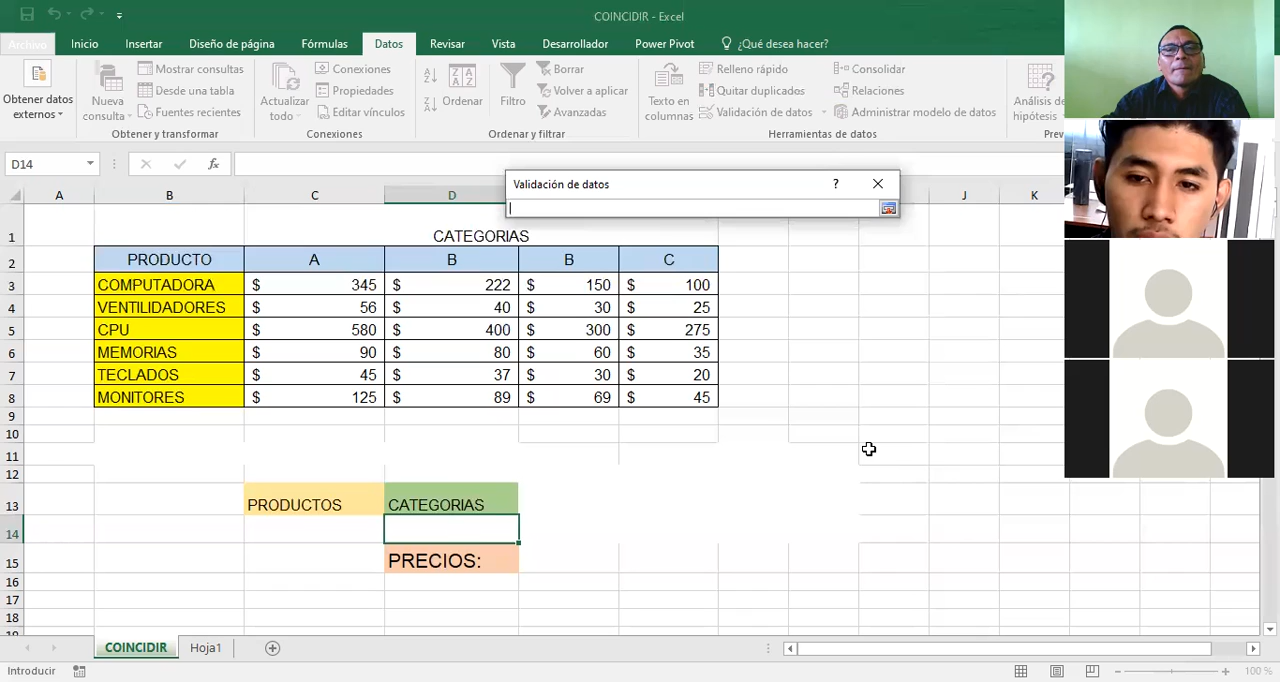 COINCIDIR - Excel
Archivo Inicio Insertar Diseño de página Fórmulas Datos Revisar Vista Desarrollador Power Pivot ¿Qué desea hacer?
Obtener datos externos
Nueva consulta
Mostrar consultas
Desde una tabla
Fuentes recientes
Obtener y transformar
Actualizar todo
Conexiones
Propiedades
Editar vínculos
Conexiones
Ordenar
Filtro
Borrar
Volver a aplicar
Avanzadas
Ordenar y filtrar
Texto en columnas
Relleno rápido
Quitar duplicados
Validación de datos
Consolidar
Relaciones
Administrar modelo de datos
Herramientas de datos
Análisis de hipótesis
Prev
D14
fx
Validación de datos ?
A B C D J K
1 CATEGORIAS
2 PRODUCTO A B B C
3 COMPUTADORA $ 345 $ 222 $ 150 $ 100
4 VENTILIDADORES $ 56 $ 40 $ 30 $ 25
5 CPU $ 580 $ 400 $ 300 $ 275
6 MEMORIAS $ 90 $ 80 $ 60 $ 35
7 TECLADOS $ 45 $ 37 $ 30 $ 20
8 MONITORES $ 125 $ 89 $ 69 $ 45
9
10
11
12
13 PRODUCTOS CATEGORIAS
14
15 PRECIOS:
16
17
18
COINCIDIR Hoja1
Introducir 100 %